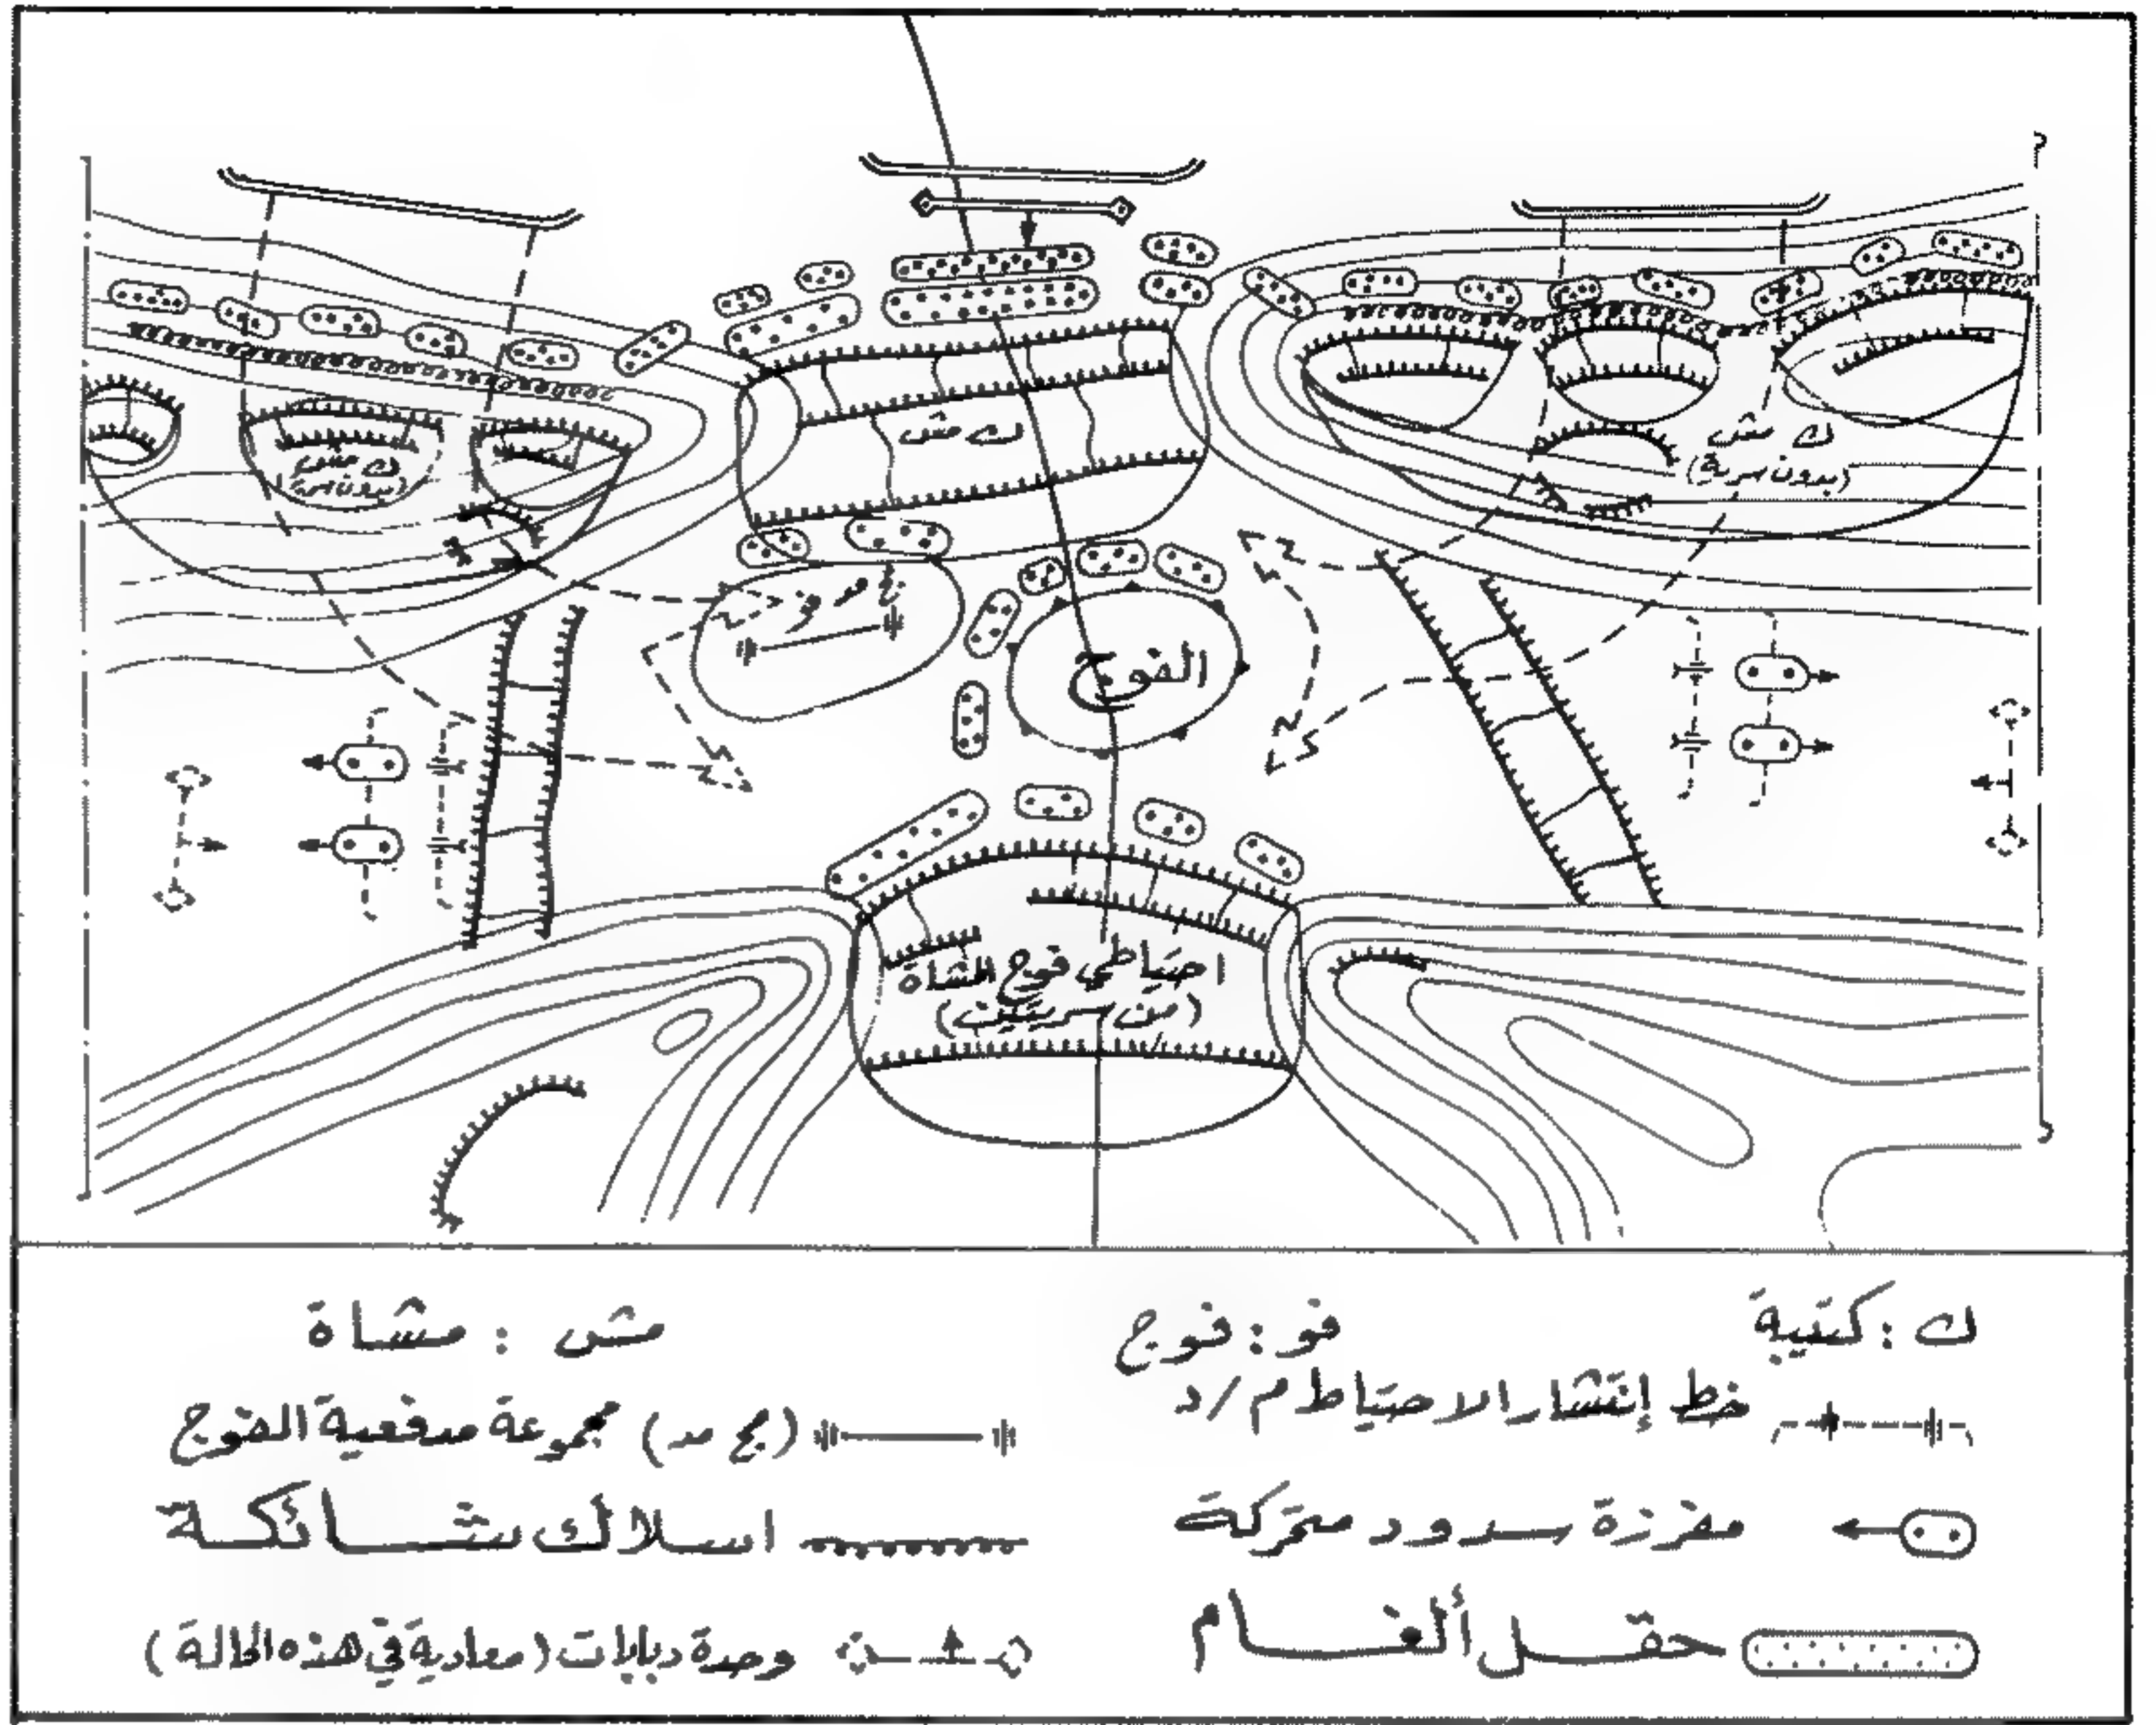 ك مش
ك مش
(بدون سرية)
ك مش
(بدون سرية)
مج مد فو
الفوج
احتياطي فوج المشاة
(من سريتين)
ك : كتيبة
فو : فوج
مش : مشاة
خط إنتشار الاحتياط م/د
(مج مد) مجموعة مدفعية الفوج
مفرزة سدود متحركة
اسلاك شائكة
حقل ألغام
وحدة دبابات (معادية في هذه الحالة)